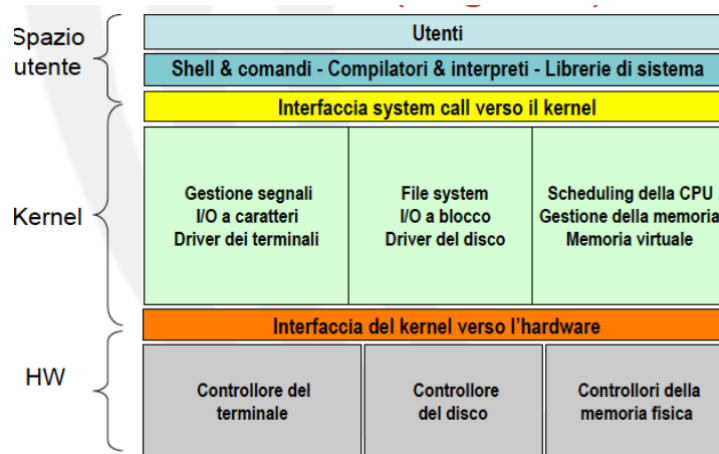 Spazio
utente
Utenti
Shell & comandi - Compilatori & interpreti - Librerie di sistema
Interfaccia system call verso il kernel
Kernel
Gestione segnali
I/O a caratteri
Driver dei terminali
File system
I/O a blocco
Driver del disco
Scheduling della CPU
Gestione della memoria
Memoria virtuale
Interfaccia del kernel verso l'hardware
HW
Controllore del
terminale
Controllore
del disco
Controllori della
memoria fisica